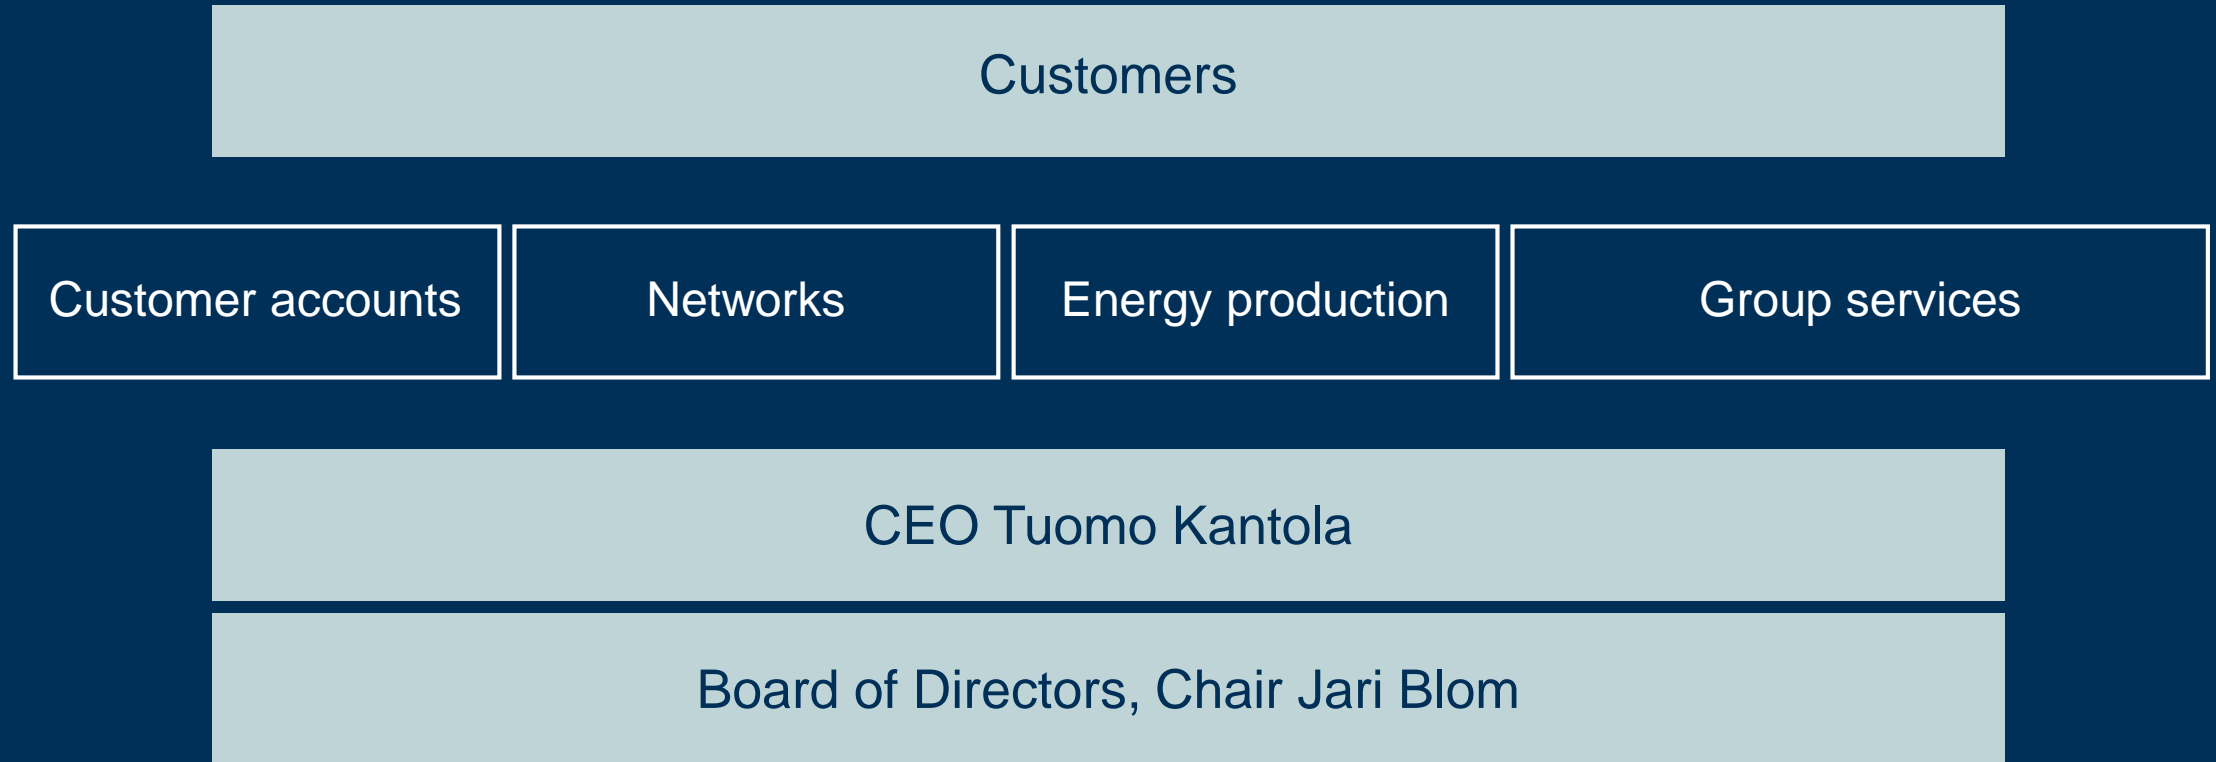 Customers
Customer accounts
Networks
Energy production
Group services
CEO Tuomo Kantola
Board of Directors, Chair Jari Blom